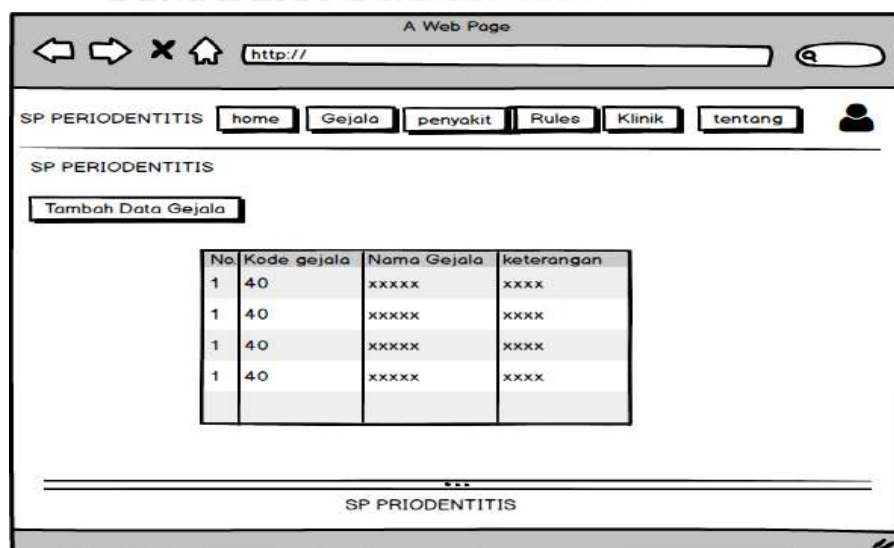 A Web Page
http://
SP PERIODENTITIS home Gejala penyakit Rules Klinik tentang
SP PERIODENTITIS
Tambah Data Gejala
No. Kode gejala Nama Gejala keterangan
1 40 xxxxx xxxx
1 40 xxxxx xxxx
1 40 xxxxx xxxx
1 40 xxxxx xxxx
SP PRIODENTITIS